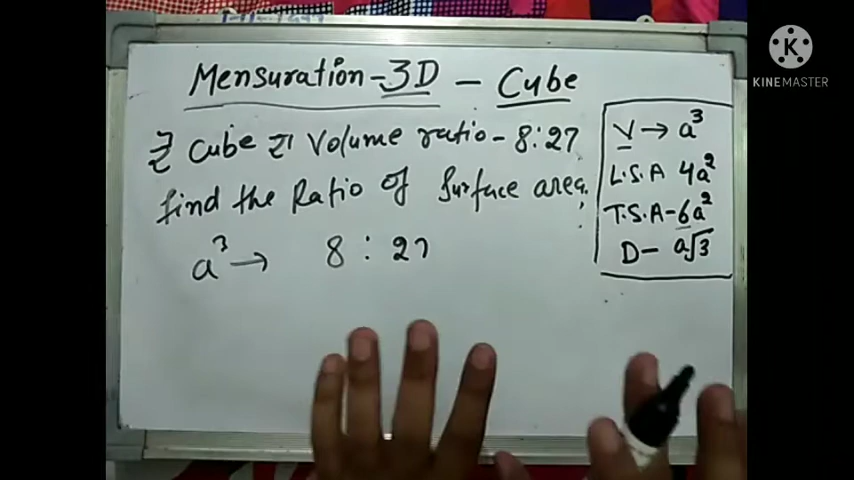 Mensuration-3D - Cube
Cube Volume ratio - 8:27
find the Ratio of Surface area.
a³ → 8 : 27
V → a³
L.S.A 4a²
T.S.A - 6a²
D - a√3
K
KINEMASTER